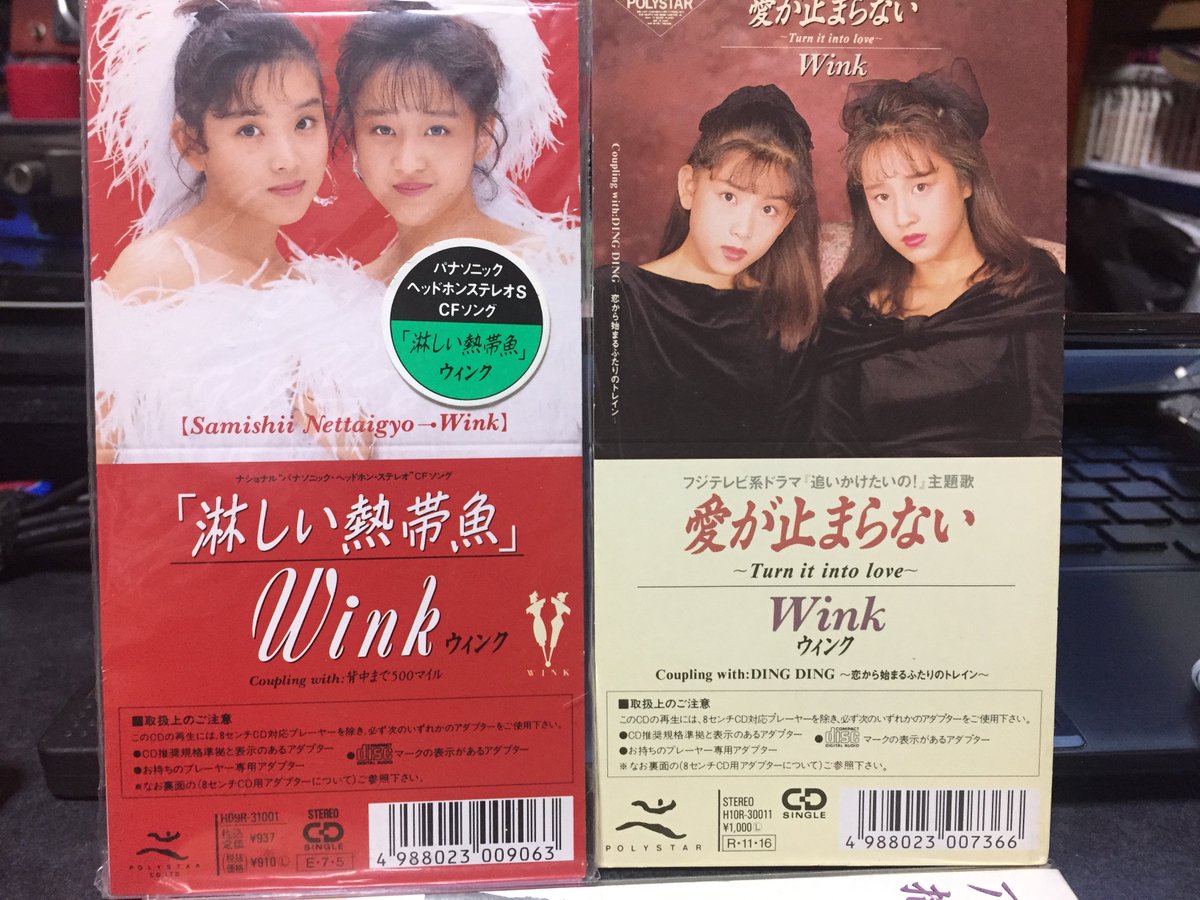 パナソニック
ヘッドホンステレオS
CFソング
「淋しい熱帯魚」
ウィンク
【Samishii Nettaigyo→Wink】
ナショナル“パナソニック・ヘッドホン・ステレオ”CFソング
「淋しい熱帯魚」
Wink
ウィンク
WINK
Coupling with:背中まで500マイル
■取扱上のご注意
このCDの再生には、8センチCD対応プレーヤーを除き、必ず次のいずれかのアダプターをご使用下さい。
●CD推奨規格準拠と表示のあるアダプター
●COMPACT disc DIGITAL AUDIO マークの表示があるアダプター
●お持ちのプレーヤー専用アダプター
※なお裏面の(8センチCD用アダプターについて)ご参照下さい。
POLYSTAR
CO.,LTD.
HD9R-31001
税込定価 ¥937
税抜価格 ¥910 Ⓛ
STEREO
CD SINGLE
E・7・5
4 988023 009063
POLYSTAR
愛が止まらない
~Turn it into love~
Wink
Coupling with:DING DING 恋から始まるふたりのトレイン~
フジテレビ系ドラマ『追いかけたいの!』主題歌
愛が止まらない
~Turn it into love~
Wink
ウィンク
Coupling with:DING DING ~恋から始まるふたりのトレイン~
■取扱上のご注意
このCDの再生には、8センチCD対応プレーヤーを除き、必ず次のいずれかのアダプターをご使用下さい。
●CD推奨規格準拠と表示のあるアダプター
●COMPACT disc DIGITAL AUDIO マークの表示があるアダプター
●お持ちのプレーヤー専用アダプター
※なお裏面の(8センチCD用アダプターについて)ご参照下さい。
POLYSTAR
STEREO
H10R-30011
¥1,000 Ⓛ
R・11・16
CD SINGLE
4 988023 007366